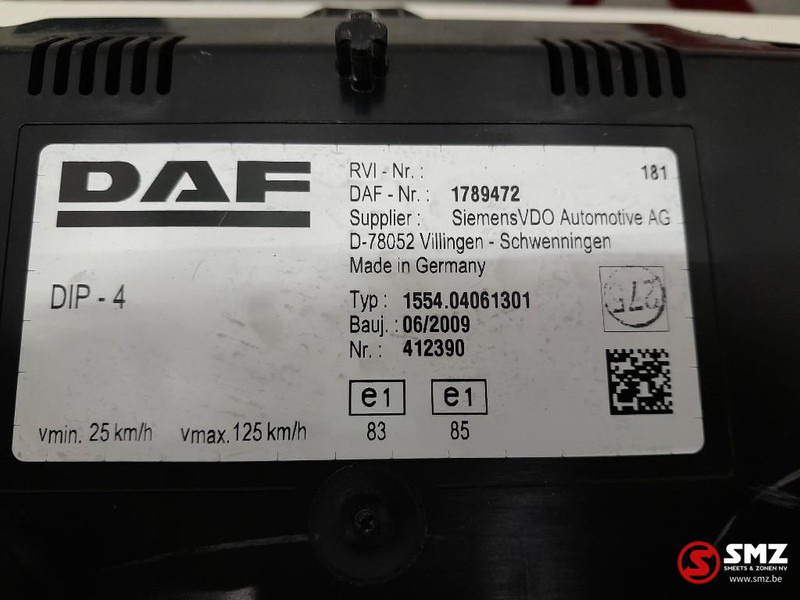 DAF
RVI - Nr. : 181
DAF - Nr. : 1789472
Supplier : SiemensVDO Automotive AG
D-78052 Villingen - Schwenningen
Made in Germany
DIP - 4
Typ : 1554.04061301
Bauj. : 06/2009
Nr. : 412390
275
e1 e1
83 85
vmin. 25 km/h vmax. 125 km/h
SMZ
SMEETS & ZONEN NV
www.smz.be